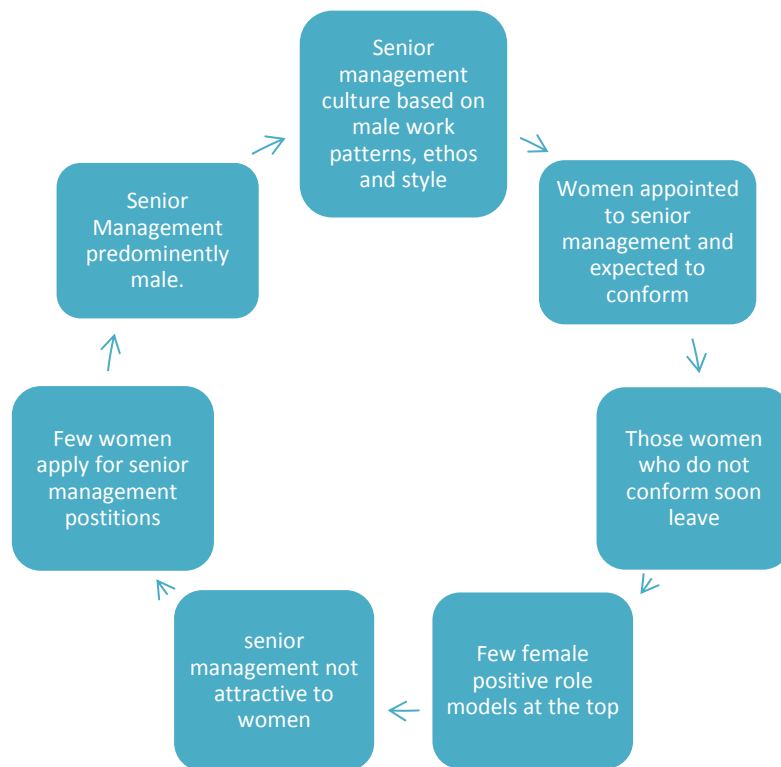 Senior
management
culture based on
male work
patterns, ethos
and style
Women appointed
to senior
management and
expected to
conform
Those women
who do not
conform soon
leave
Few female
positive role
models at the top
senior
management not
attractive to
women
Few women
apply for senior
management
postitions
Senior
Management
predominently
male.